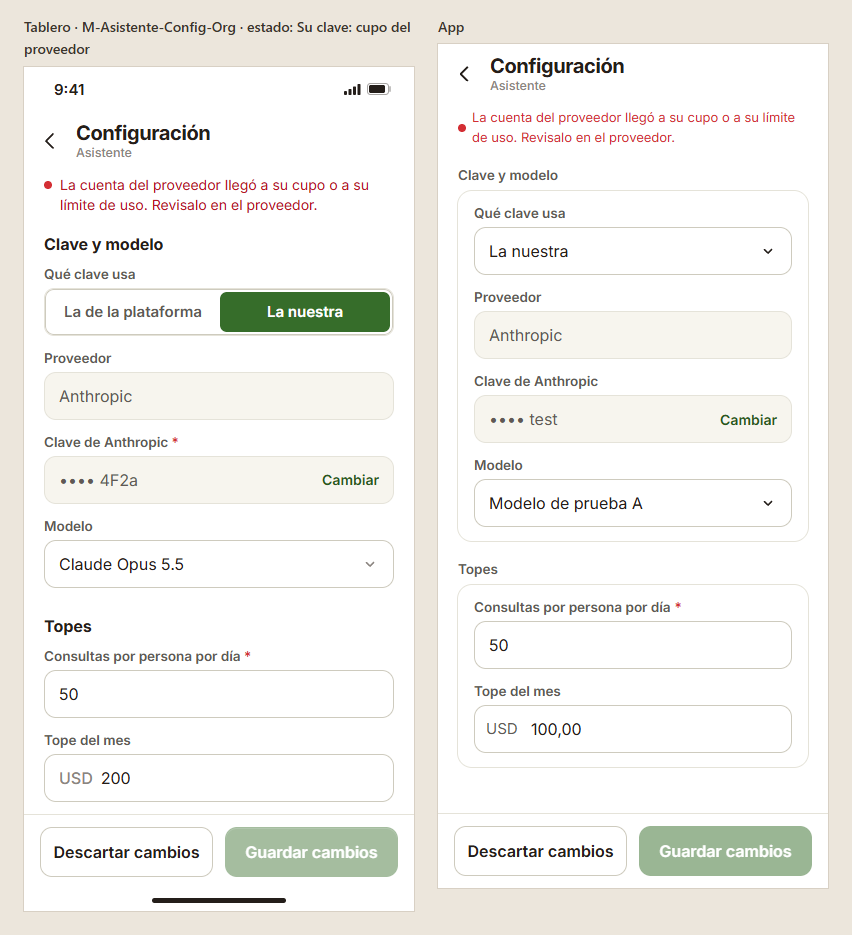 Tablero · M-Asistente-Config-Org · estado: Su clave: cupo del
proveedor
9:41
Configuración
Asistente
La cuenta del proveedor llegó a su cupo o a su
límite de uso. Revisalo en el proveedor.
Clave y modelo
Qué clave usa
La de la plataforma
La nuestra
Proveedor
Anthropic
Clave de Anthropic *
•••• 4F2a
Cambiar
Modelo
Claude Opus 5.5
Topes
Consultas por persona por día *
50
Tope del mes
USD 200
Descartar cambios
Guardar cambios
App
Configuración
Asistente
La cuenta del proveedor llegó a su cupo o a su límite
de uso. Revisalo en el proveedor.
Clave y modelo
Qué clave usa
La nuestra
Proveedor
Anthropic
Clave de Anthropic
•••• test
Cambiar
Modelo
Modelo de prueba A
Topes
Consultas por persona por día *
50
Tope del mes
USD 100,00
Descartar cambios
Guardar cambios